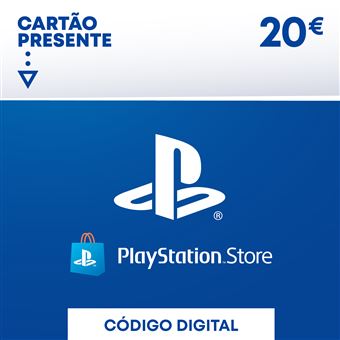 CARTÃO
PRESENTE
20€
®
PlayStation.Store
CÓDIGO DIGITAL